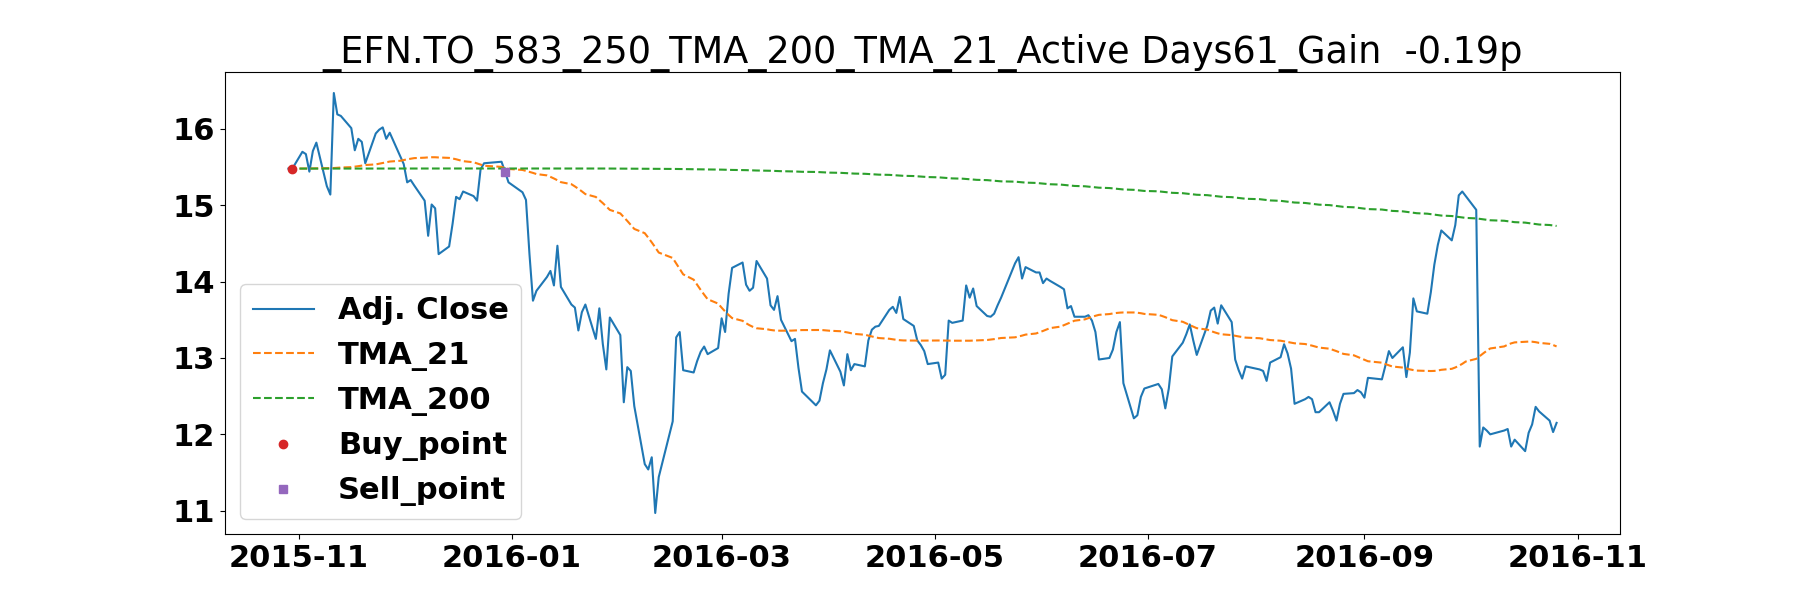 _EFN.TO_583_250_TMA_200_TMA_21_Active Days61_Gain  -0.19p
16
15
14
13
12
11
Adj. Close
TMA_21
TMA_200
Buy_point
Sell_point
2015-11 2016-01 2016-03 2016-05 2016-07 2016-09 2016-11